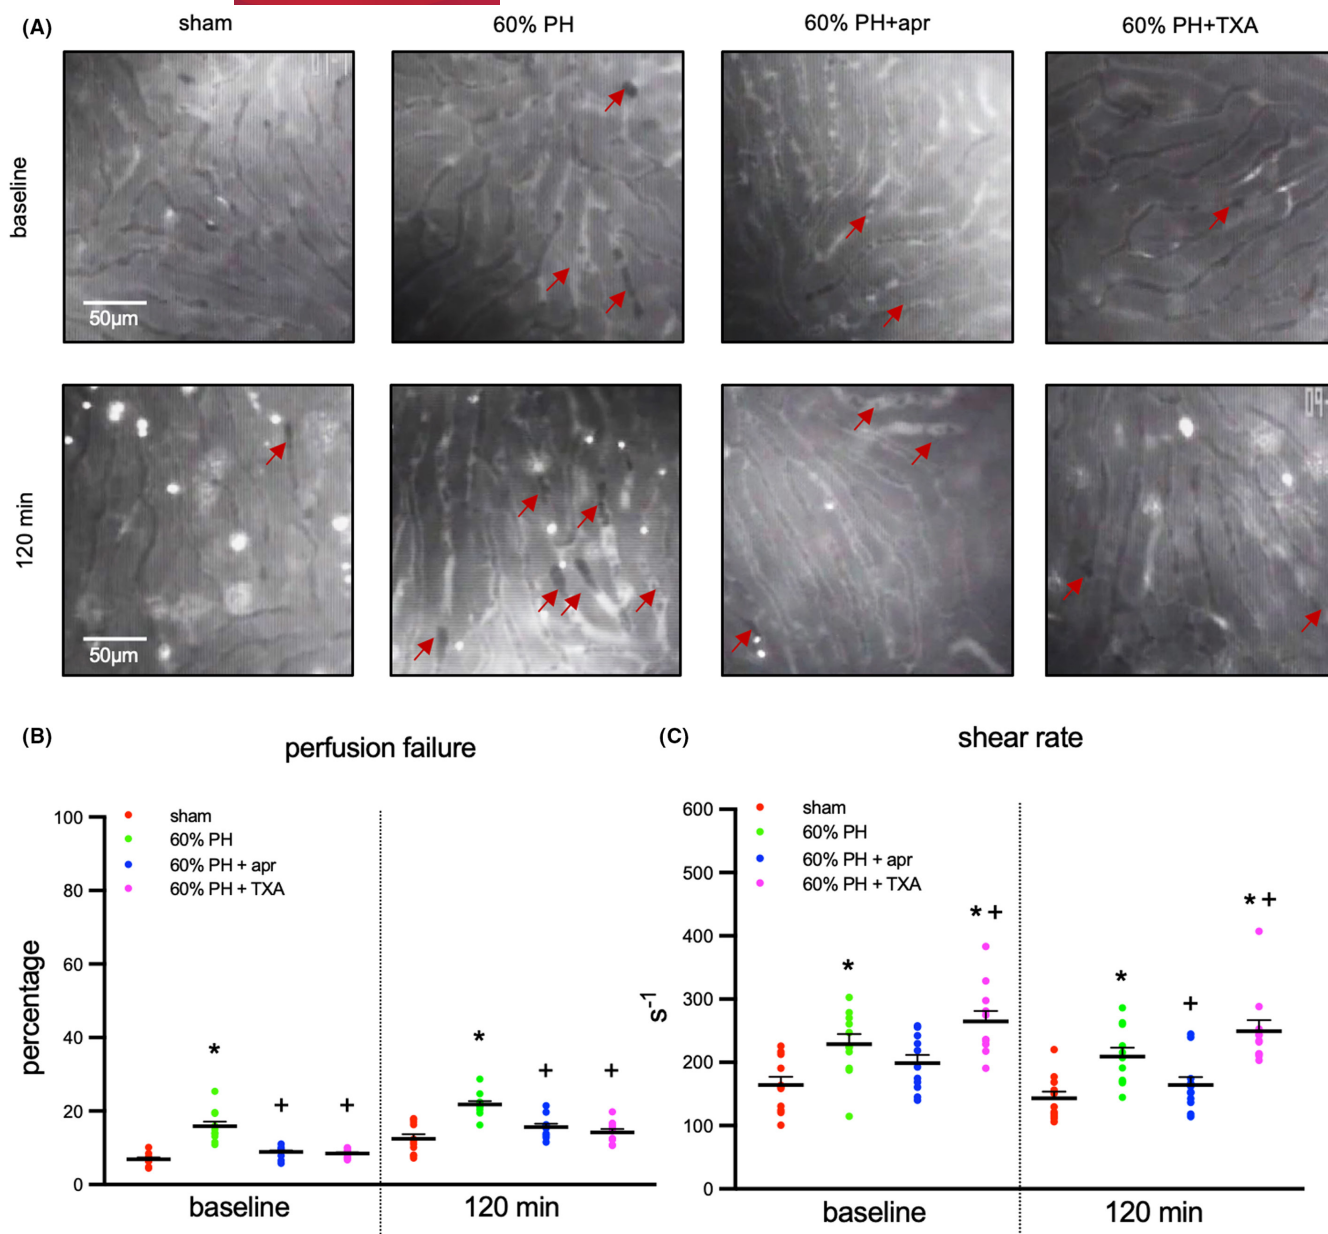 (A)
sham 60% PH 60% PH+apr 60% PH+TXA
baseline
50µm
120 min
50µm
(B) perfusion failure
percentage
100
80
60
40
20
0
sham
60% PH
60% PH + apr
60% PH + TXA
*
+
+
*
+
+
baseline 120 min
(C) shear rate
s-1
600
500
400
300
200
100
0
sham
60% PH
60% PH + apr
60% PH + TXA
*
* +
*
+
* +
baseline 120 min